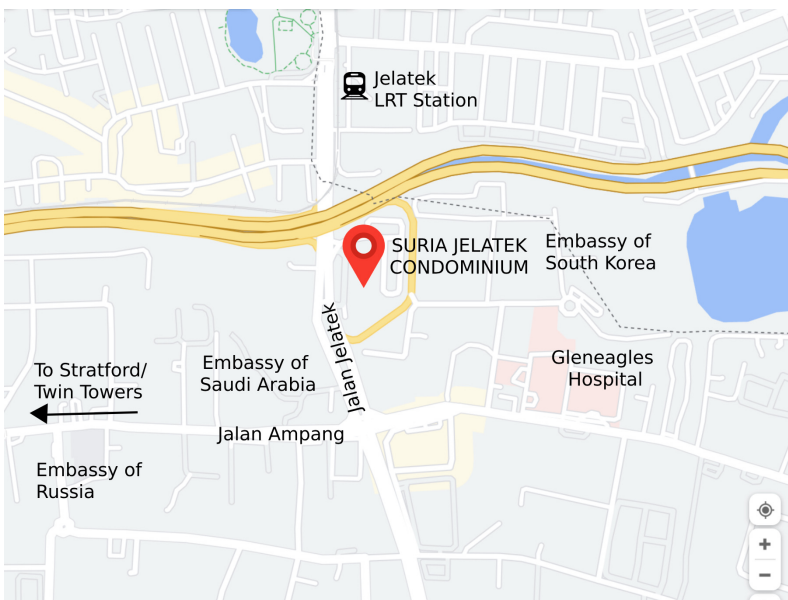 Jelatek
LRT Station
SURIA JELATEK
CONDOMINIUM
Embassy of
South Korea
Jalan Jelatek
Gleneagles
Hospital
To Stratford/
Twin Towers
Embassy of
Saudi Arabia
Jalan Ampang
Embassy of
Russia